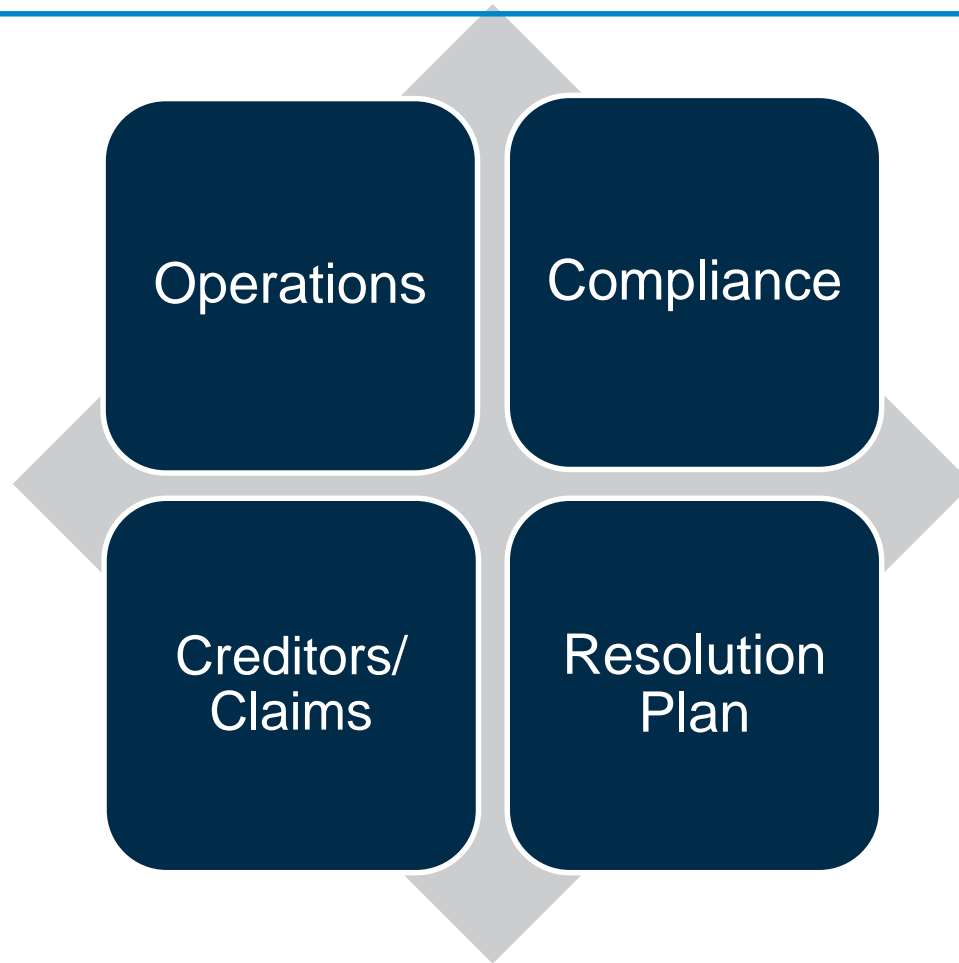 Operations
Compliance
Creditors/
Claims
Resolution
Plan